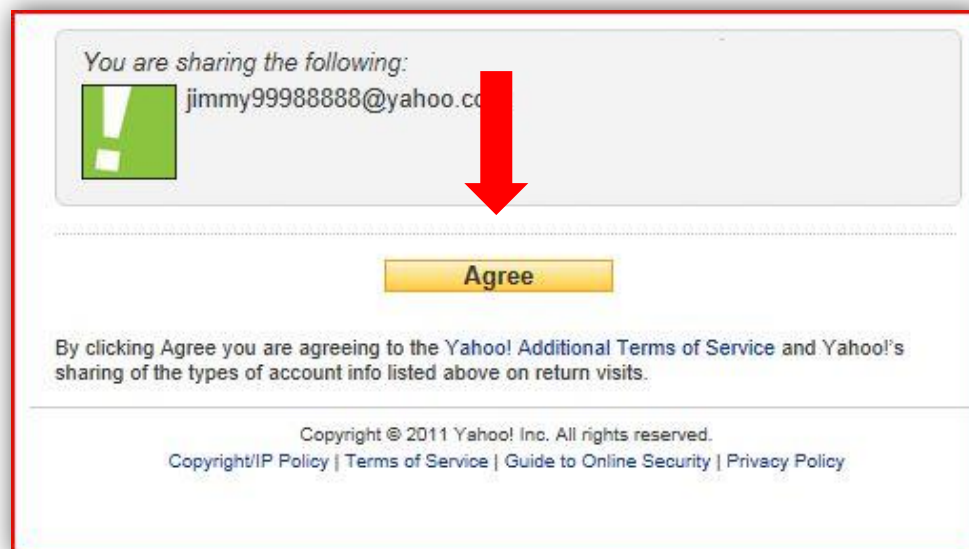 You are sharing the following:
jimmy99988888@yahoo.co
Agree
By clicking Agree you are agreeing to the Yahoo! Additional Terms of Service and Yahoo!'s
sharing of the types of account info listed above on return visits.
Copyright © 2011 Yahoo! Inc. All rights reserved.
Copyright/IP Policy | Terms of Service | Guide to Online Security | Privacy Policy